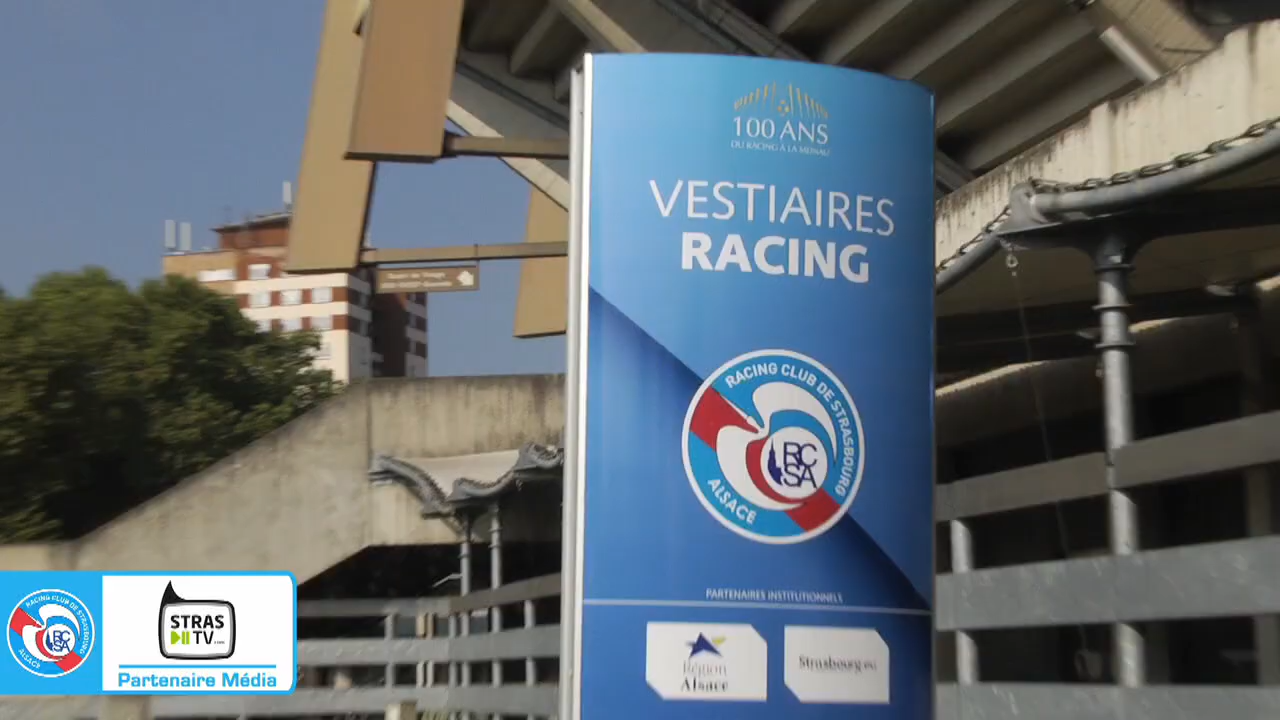 100 ANS
DU RACING À LA MEINAU
VESTIAIRES
RACING
RACING CLUB DE STRASBOURG
RCSA
ALSACE
PARTENAIRES INSTITUTIONNELS
Région
Alsace
Strasbourg.eu
RACING CLUB DE STRASBOURG
RCSA
ALSACE
STRAS
TV
Partenaire Média